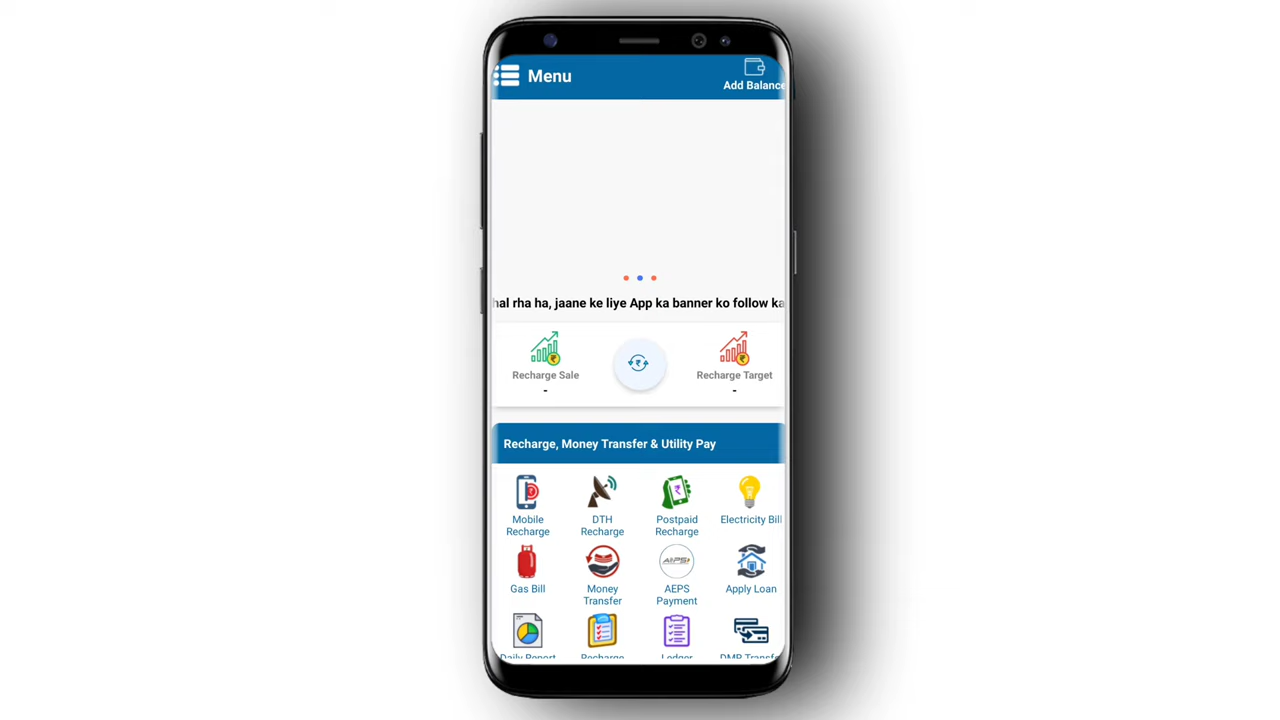 Menu
Add Balance
hal rha ha, jaane ke liye App ka banner ko follow ka
Recharge Sale
-
Recharge Target
-
Recharge, Money Transfer & Utility Pay
Mobile
Recharge
DTH
Recharge
Postpaid
Recharge
Electricity Bill
Gas Bill
Money
Transfer
AEPS
AEPS
Payment
Apply Loan
Daily Report
Recharge
Ledger
DMR Transfe